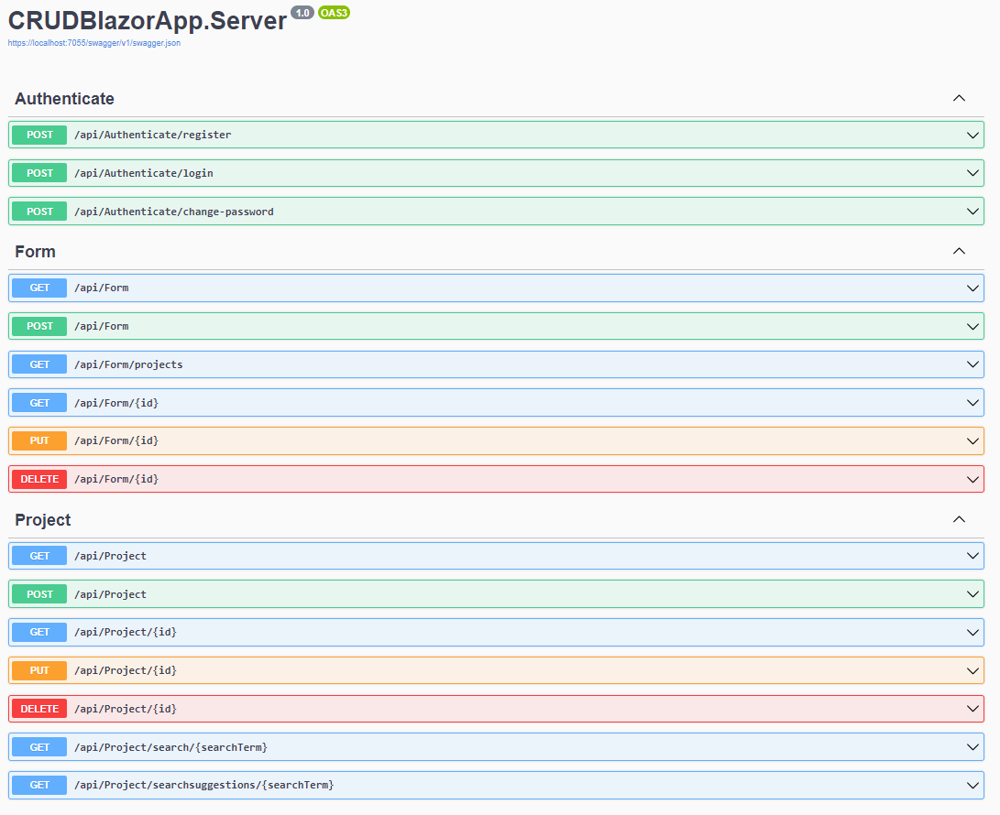 CRUDBlazorApp.Server 1.0 OAS3
https://localhost:7055/swagger/v1/swagger.json
Authenticate
POST /api/Authenticate/register
POST /api/Authenticate/login
POST /api/Authenticate/change-password
Form
GET /api/Form
POST /api/Form
GET /api/Form/projects
GET /api/Form/{id}
PUT /api/Form/{id}
DELETE /api/Form/{id}
Project
GET /api/Project
POST /api/Project
GET /api/Project/{id}
PUT /api/Project/{id}
DELETE /api/Project/{id}
GET /api/Project/search/{searchTerm}
GET /api/Project/searchsuggestions/{searchTerm}